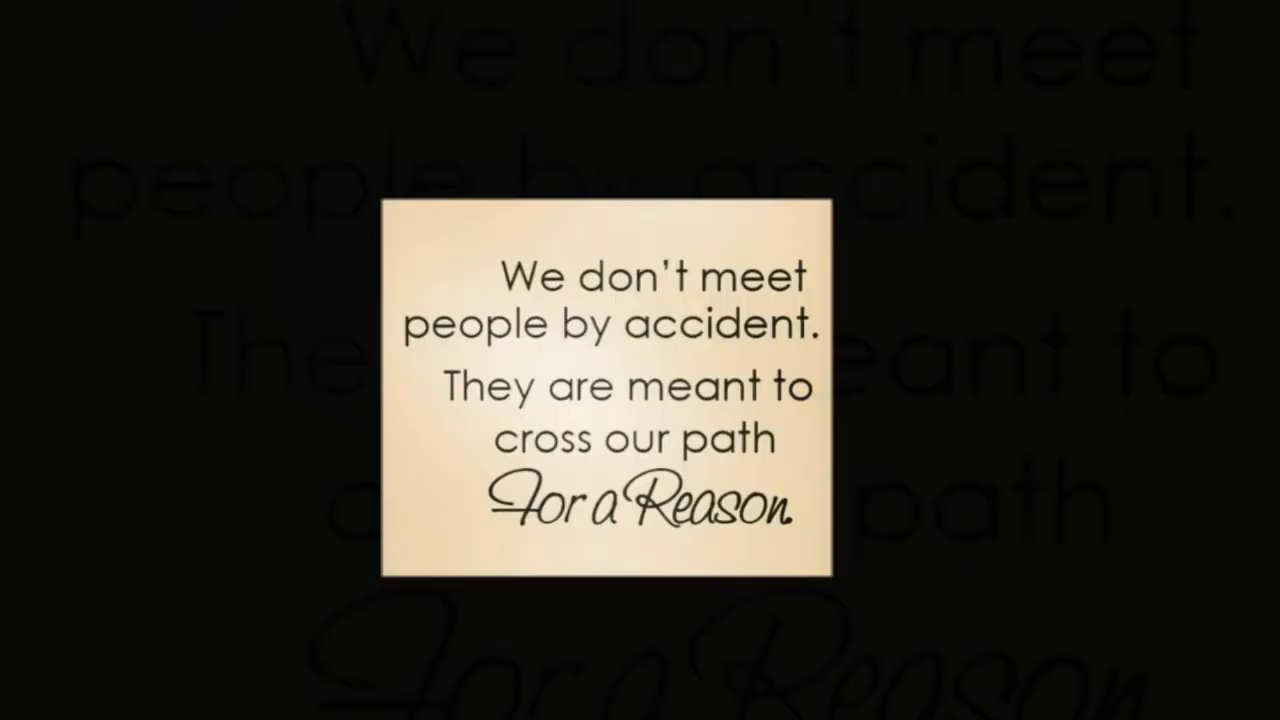 We don't meet
people by accident.
They are meant to
cross our path
For a Reason.